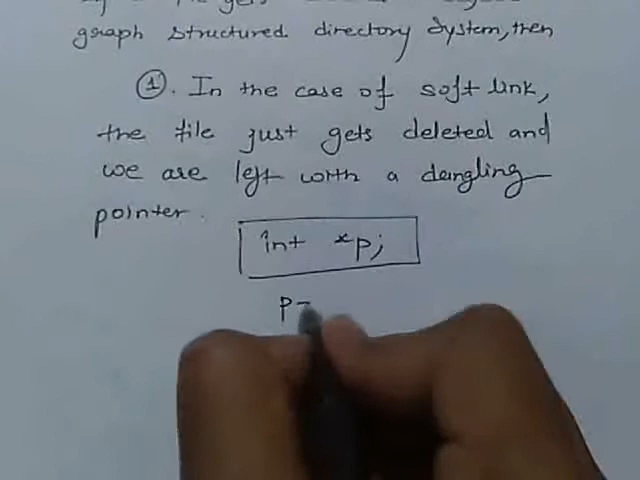 graph structured directory system, then
①. In the case of soft link,
the file just gets deleted and
we are left with a dangling
pointer.
int *p;
p=